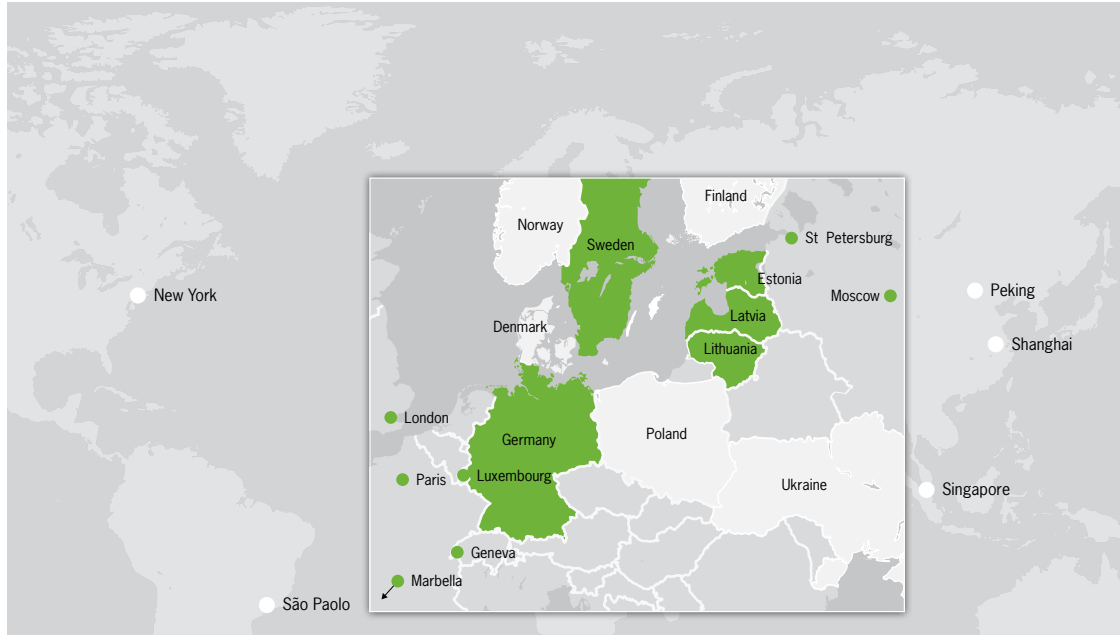 Finland
Norway
St Petersburg
Sweden
Estonia
New York
Moscow
Peking
Latvia
Denmark
Shanghai
Lithuania
London
Poland
Germany
Luxembourg
Paris
Ukraine
Singapore
Geneva
Marbella
São Paolo